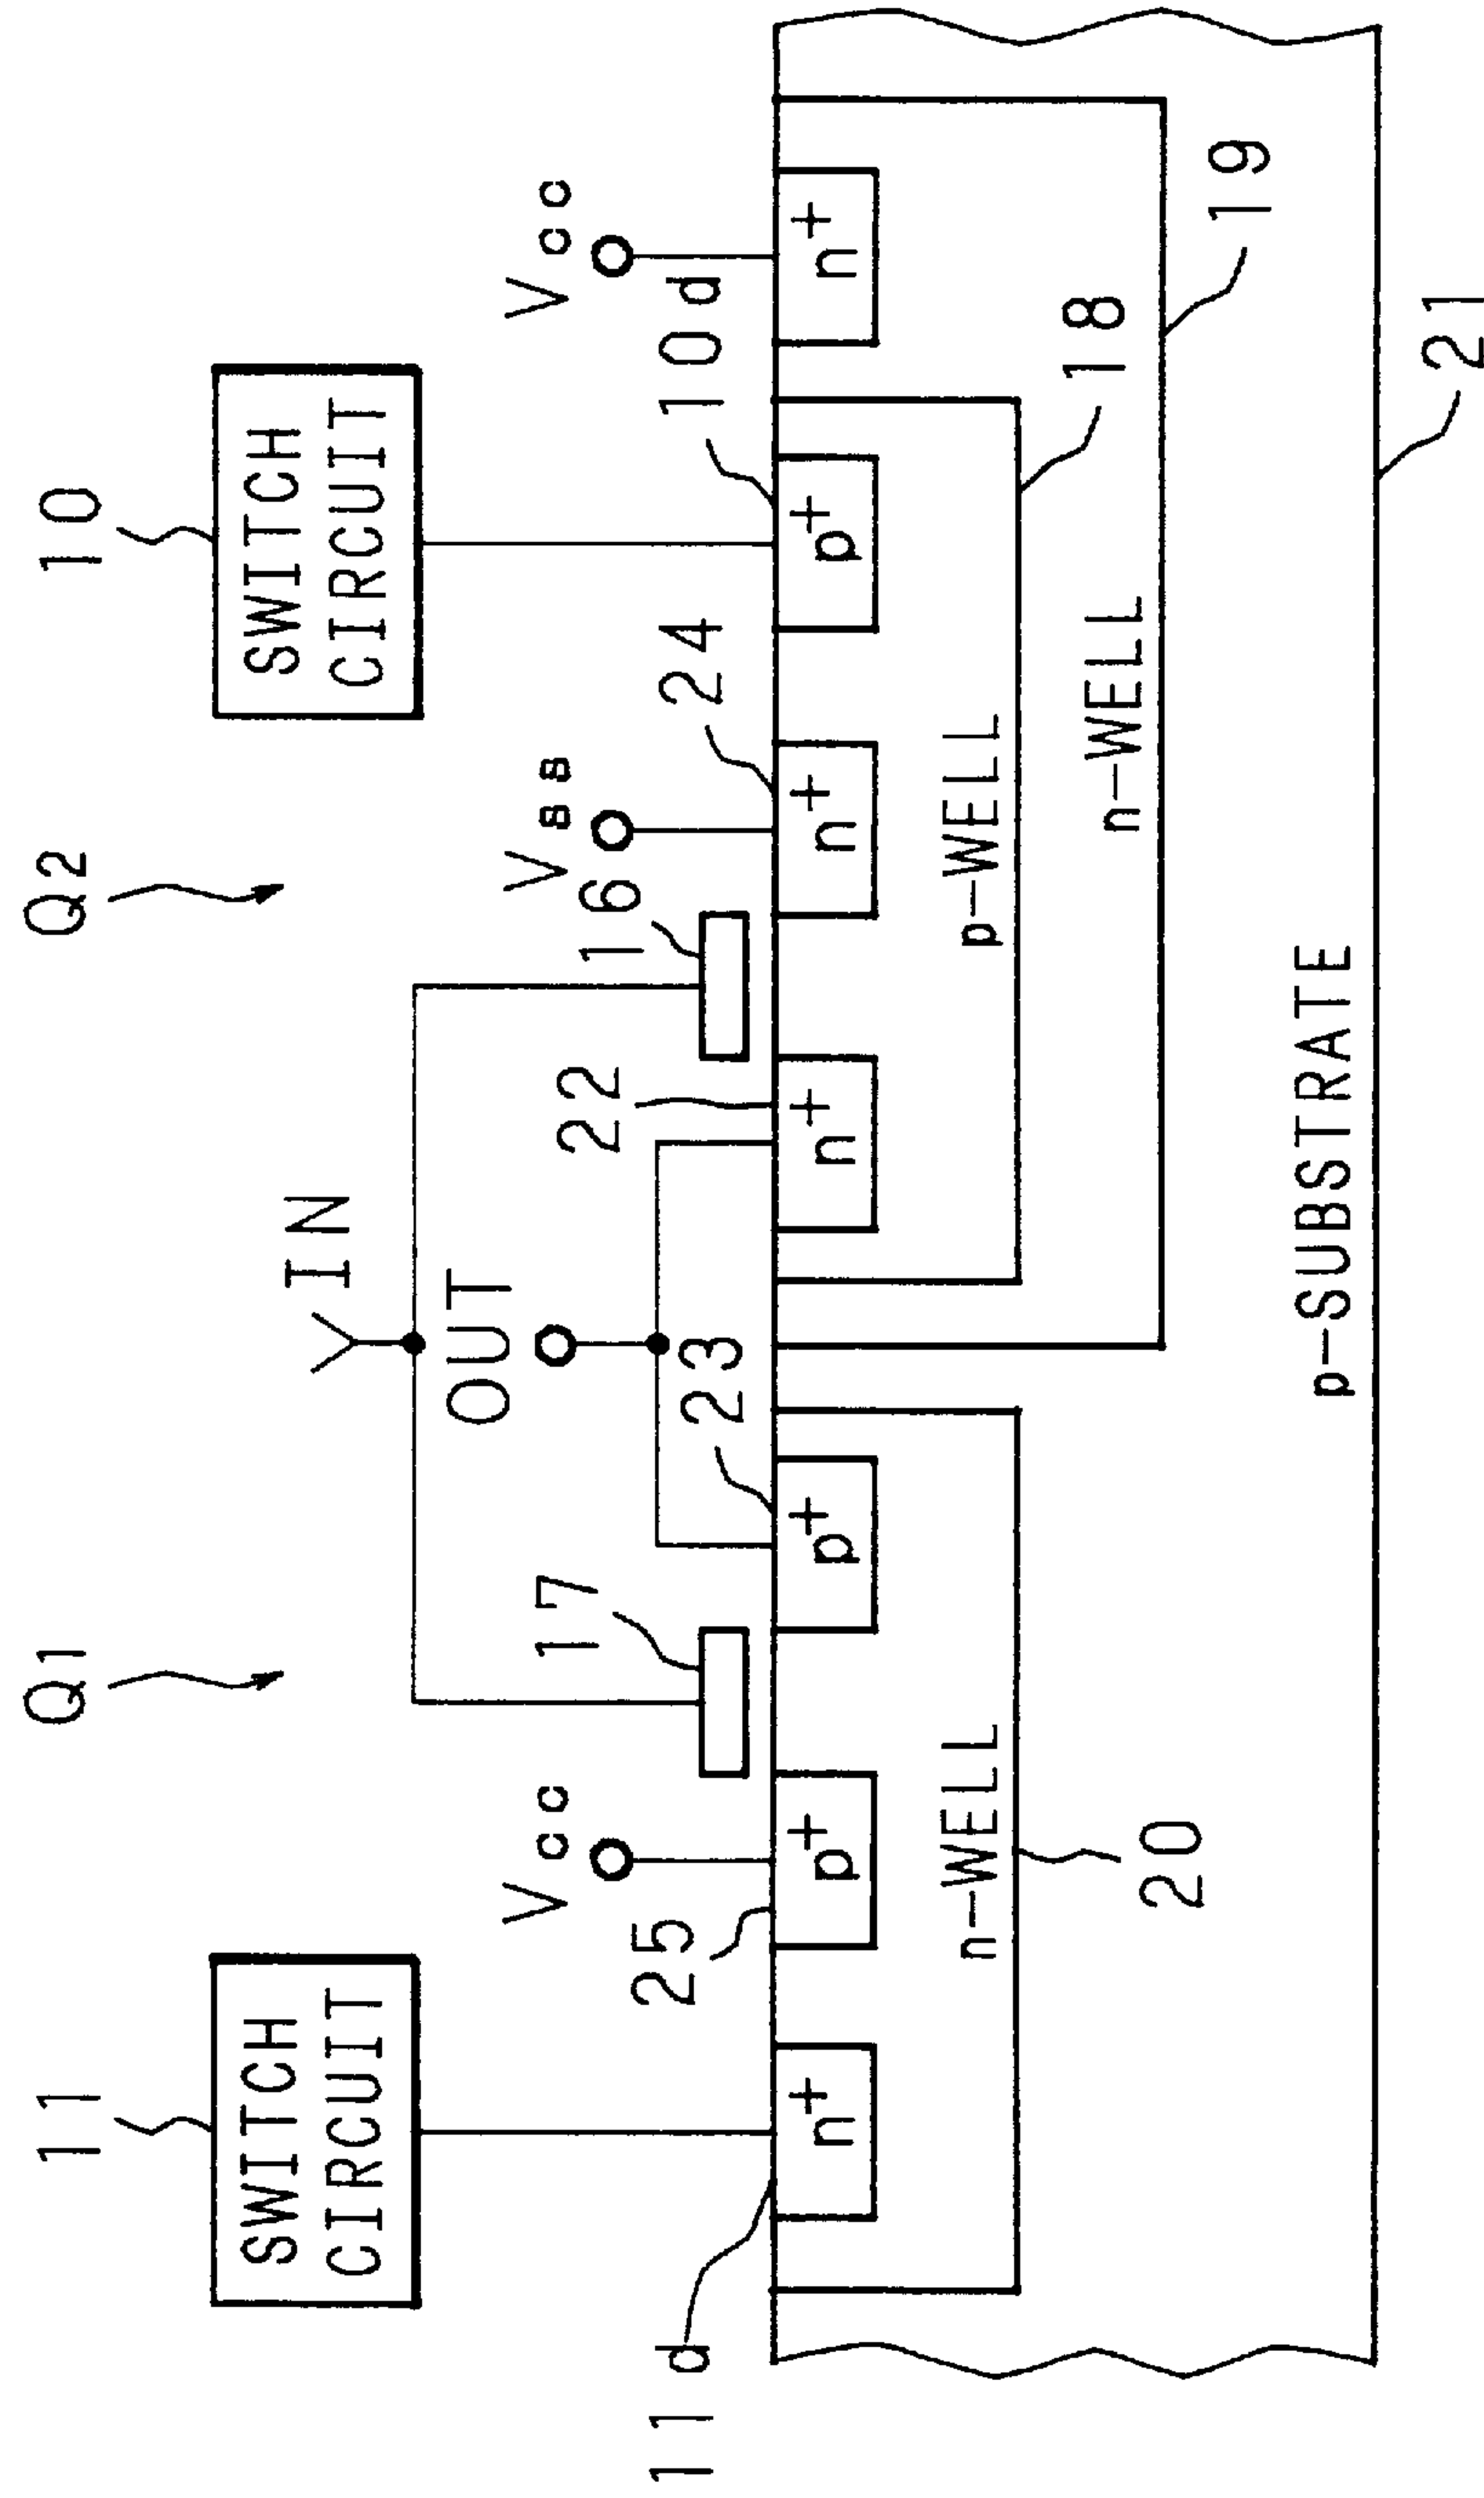 Q1
Q2
11
10
SWITCH
CIRCUIT
SWITCH
CIRCUIT
IN
OUT
Vcc
17
16
VBB
Vcc
11d
25
23
22
24
10d
n+
p+
p+
n+
n+
p+
n+
n-WELL
p-WELL
18
20
n-WELL
19
p-SUBSTRATE
21